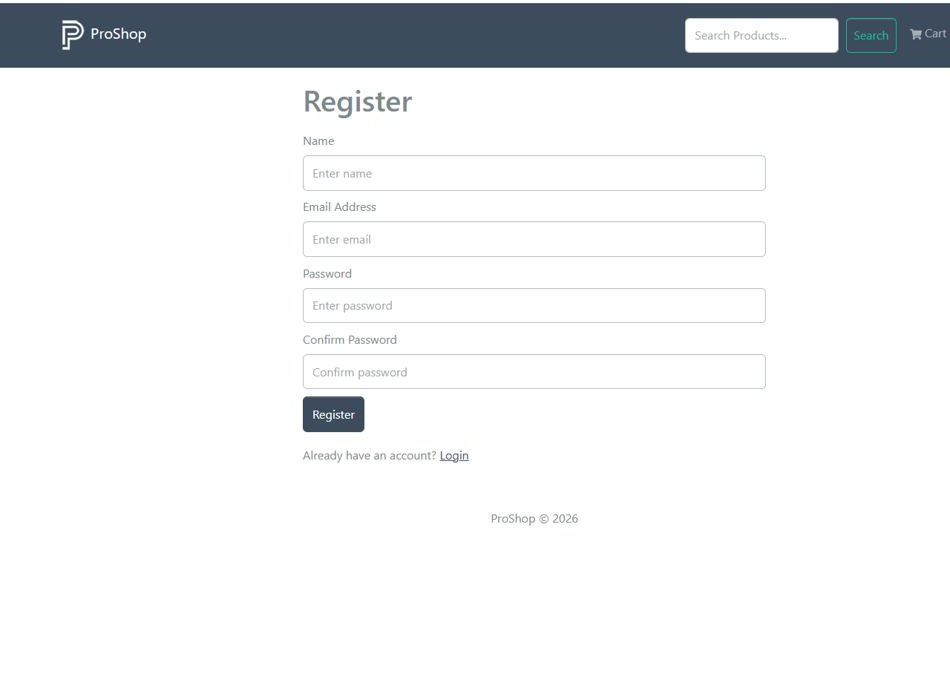 ProShop
Search Products...
Search
Cart
Register
Name
Enter name
Email Address
Enter email
Password
Enter password
Confirm Password
Confirm password
Register
Already have an account? Login
ProShop © 2026